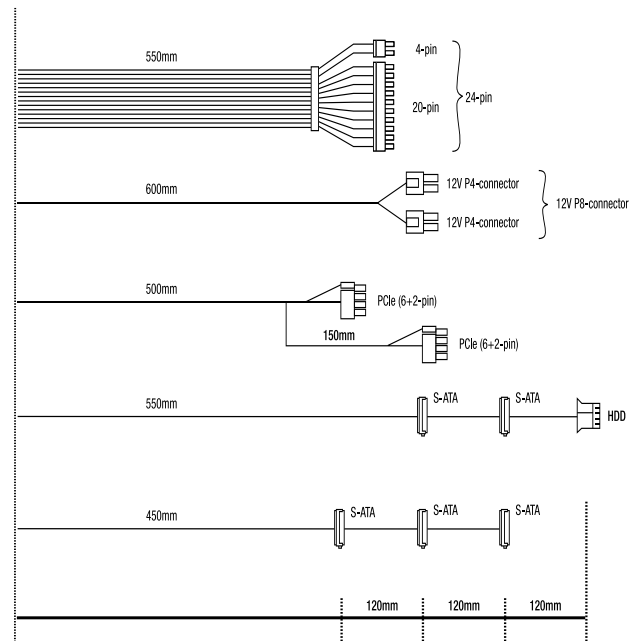 550mm
4-pin
20-pin
24-pin
600mm
12V P4-connector
12V P4-connector
12V P8-connector
500mm
PCIe (6+2-pin)
150mm
PCIe (6+2-pin)
550mm
S-ATA
S-ATA
HDD
450mm
S-ATA
S-ATA
S-ATA
120mm
120mm
120mm